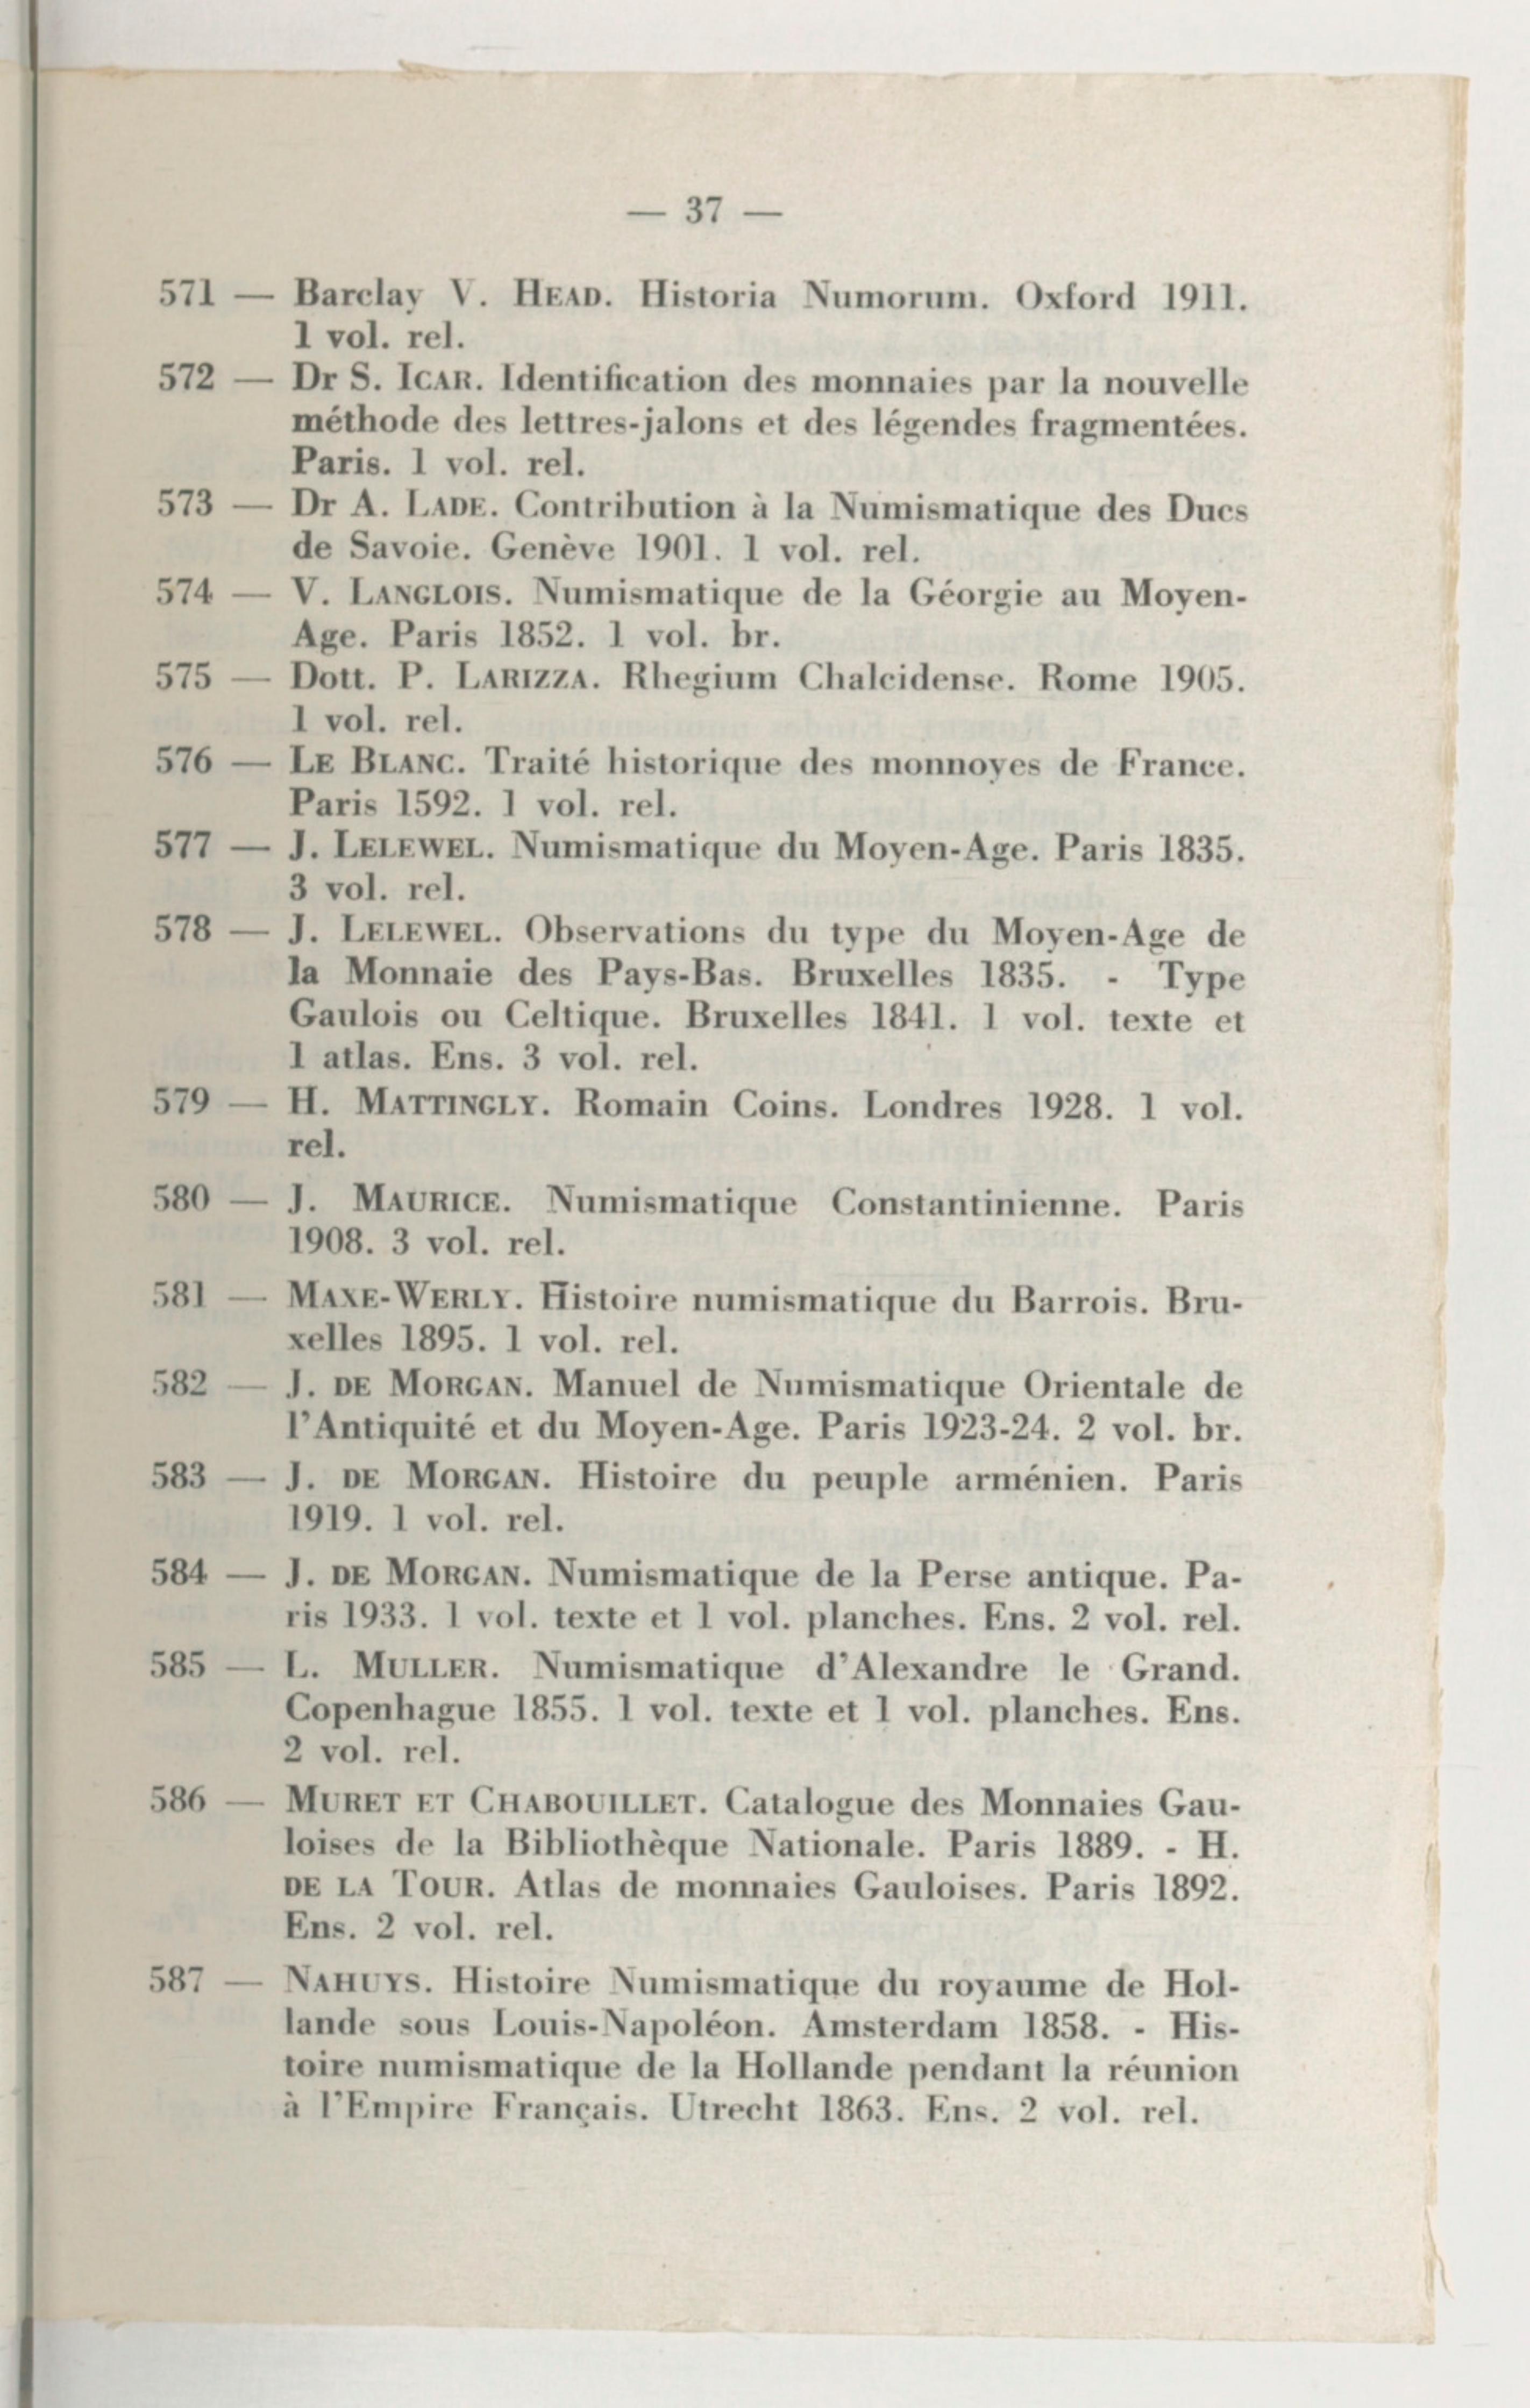 — 37 —
571 — Barclay V. HEAD. Historia Numorum. Oxford 1911.
1 vol. rel.
572 — Dr S. ICAR. Identification des monnaies par la nouvelle
méthode des lettres-jalons et des légendes fragmentées.
Paris. 1 vol. rel.
573 — Dr A. LADE. Contribution à la Numismatique des Ducs
de Savoie. Genève 1901. 1 vol. rel.
574 — V. LANGLOIS. Numismatique de la Géorgie au Moyen-
Age. Paris 1852. 1 vol. br.
575 — Dott. P. LARIZZA. Rhegium Chalcidense. Rome 1905.
1 vol. rel.
576 — LE BLANC. Traité historique des monnoyes de France.
Paris 1592. 1 vol. rel.
577 — J. LELEWEL. Numismatique du Moyen-Age. Paris 1835.
3 vol. rel.
578 — J. LELEWEL. Observations du type du Moyen-Age de
la Monnaie des Pays-Bas. Bruxelles 1835. - Type
Gaulois ou Celtique. Bruxelles 1841. 1 vol. texte et
1 atlas. Ens. 3 vol. rel.
579 — H. MATTINGLY. Romain Coins. Londres 1928. 1 vol.
rel.
580 — J. MAURICE. Numismatique Constantinienne. Paris
1908. 3 vol. rel.
581 — MAXE-WERLY. Histoire numismatique du Barrois. Bru-
xelles 1895. 1 vol. rel.
582 — J. DE MORGAN. Manuel de Numismatique Orientale de
l'Antiquité et du Moyen-Age. Paris 1923-24. 2 vol. br.
583 — J. DE MORGAN. Histoire du peuple arménien. Paris
1919. 1 vol. rel.
584 — J. DE MORGAN. Numismatique de la Perse antique. Pa-
ris 1933. 1 vol. texte et 1 vol. planches. Ens. 2 vol. rel.
585 — L. MULLER. Numismatique d'Alexandre le Grand.
Copenhague 1855. 1 vol. texte et 1 vol. planches. Ens.
2 vol. rel.
586 — MURET ET CHABOUILLET. Catalogue des Monnaies Gau-
loises de la Bibliothèque Nationale. Paris 1889. - H.
DE LA TOUR. Atlas de monnaies Gauloises. Paris 1892.
Ens. 2 vol. rel.
587 — NAHUYS. Histoire Numismatique du royaume de Hol-
lande sous Louis-Napoléon. Amsterdam 1858. - His-
toire numismatique de la Hollande pendant la réunion
à l'Empire Français. Utrecht 1863. Ens. 2 vol. rel.